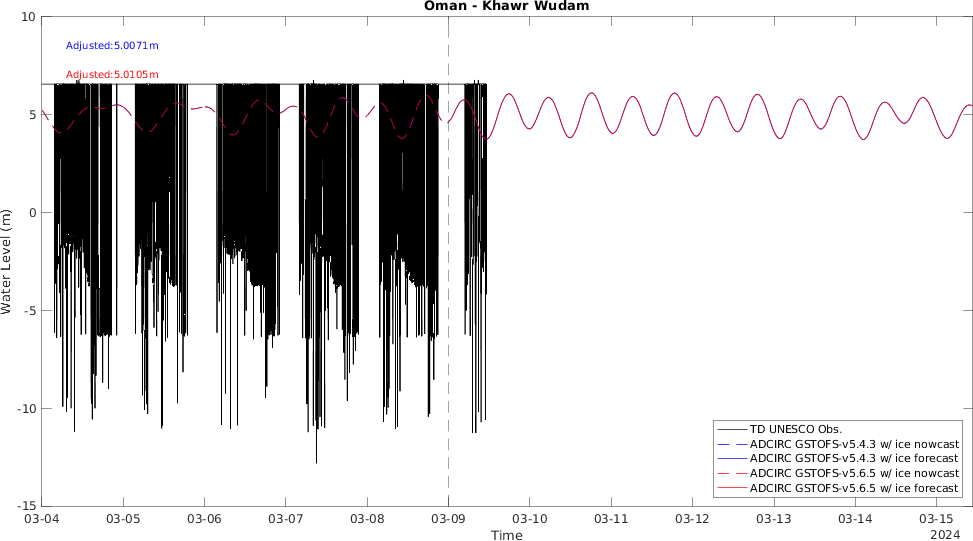 Oman - Khawr Wudam
10
Adjusted:5.0071m
Adjusted:5.0105m
5
0
-5
-10
-15
Water Level (m)
TD UNESCO Obs.
ADCIRC GSTOFS-v5.4.3 w/ ice nowcast
ADCIRC GSTOFS-v5.4.3 w/ ice forecast
ADCIRC GSTOFS-v5.6.5 w/ ice nowcast
ADCIRC GSTOFS-v5.6.5 w/ ice forecast
03-04 03-05 03-06 03-07 03-08 03-09 03-10 03-11 03-12 03-13 03-14 03-15
2024
Time